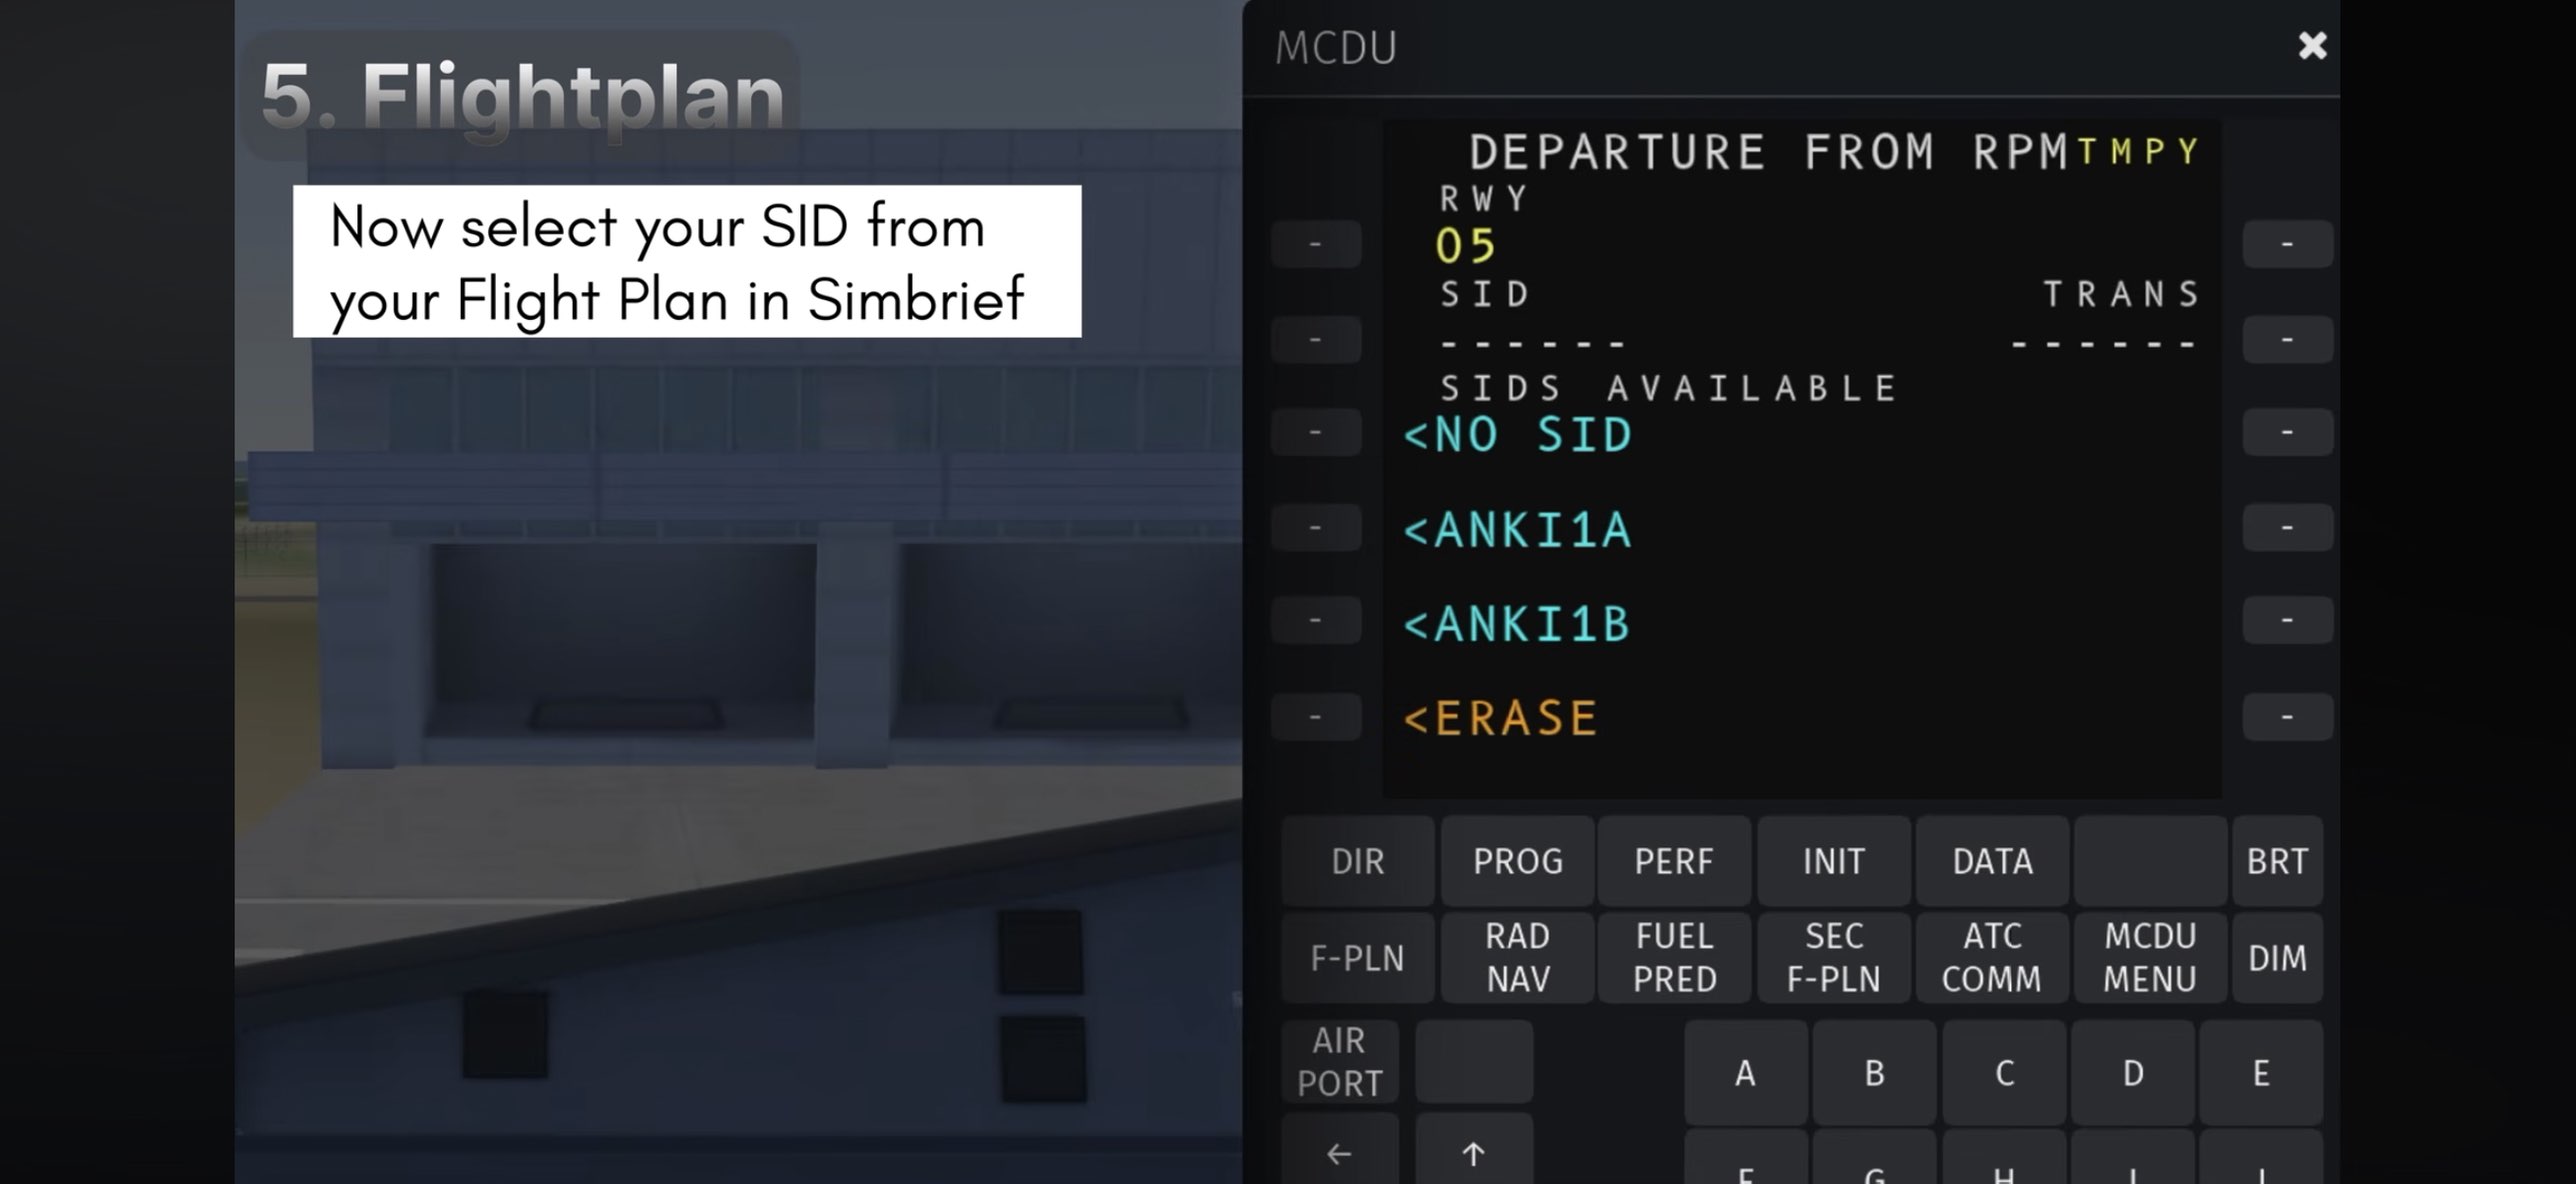 5. Flightplan
Now select your SID from
your Flight Plan in Simbrief
MCDU ✖
DEPARTURE FROM RPM TMPY
RWY
- 05 -
SID TRANS
- ------ ------ -
SIDS AVAILABLE
- <NO SID -
- <ANKI1A -
- <ANKI1B -
- <ERASE -
DIR PROG PERF INIT DATA BRT
F-PLN RAD NAV FUEL PRED SEC F-PLN ATC COMM MCDU MENU DIM
AIR PORT A B C D E
← ↑ F G H